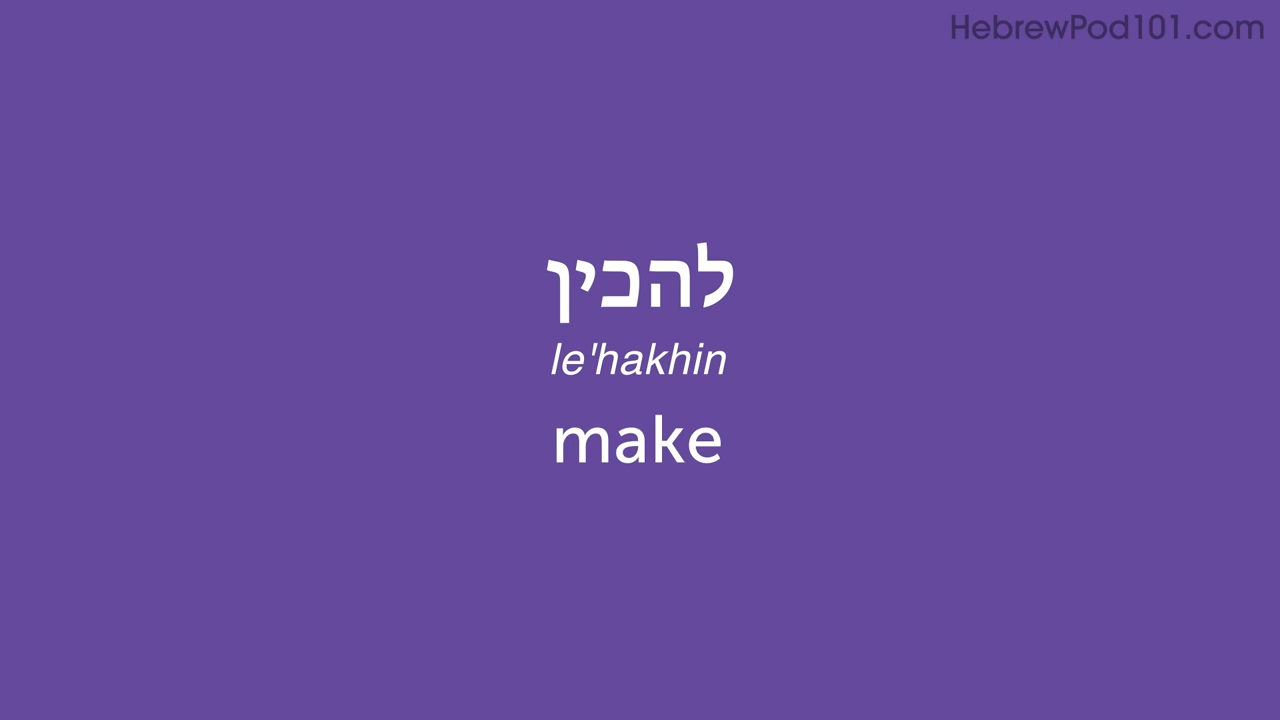 HebrewPod101.com
להכין
le'hakhin
make